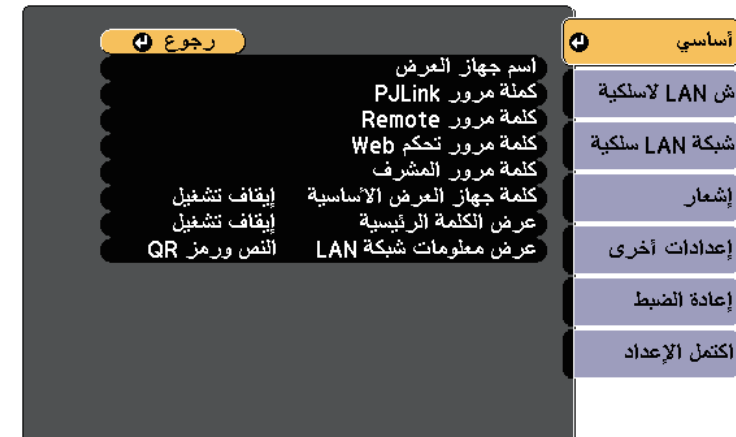 أساسي
ش LAN لاسلكية
شبكة LAN سلكية
إشعار
إعدادات أخرى
إعادة الضبط
اكتمل الإعداد
رجوع
اسم جهاز العرض
كملة مرور PJLink
كلمة مرور Remote
كلمة مرور تحكم Web
كلمة مرور المشرف
كلمة جهاز العرض الأساسية إيقاف تشغيل
عرض الكلمة الرئيسية إيقاف تشغيل
عرض معلومات شبكة LAN النص ورمز QR